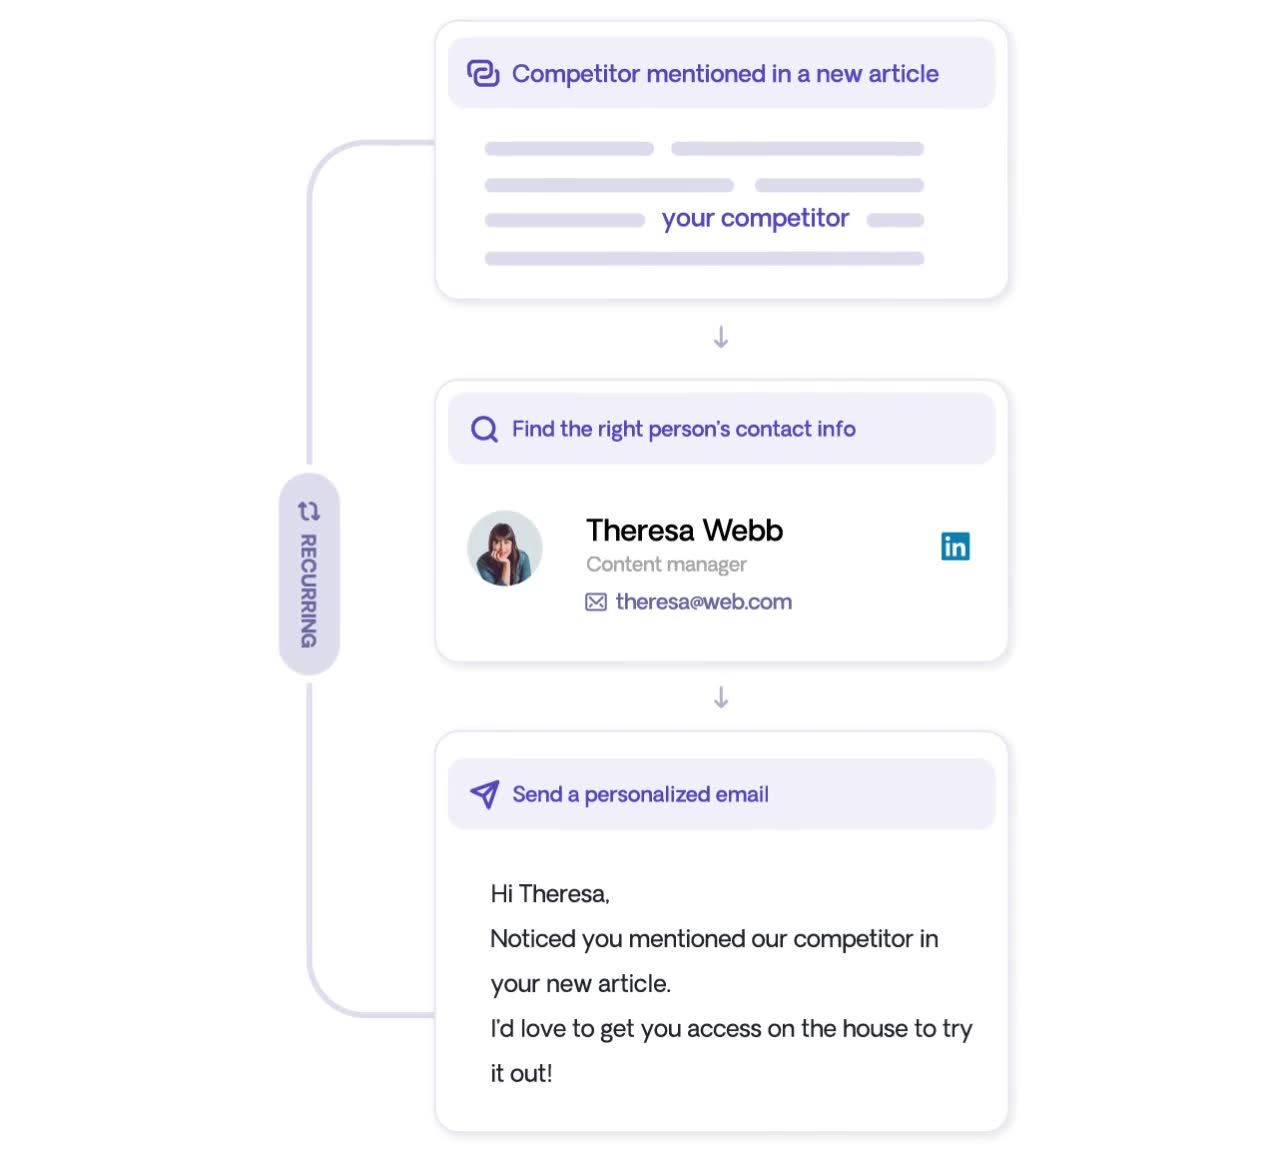 Competitor mentioned in a new article
your competitor
Find the right person's contact info
Theresa Webb
Content manager
in
theresa@web.com
RECURRING
Send a personalized email
Hi Theresa,
Noticed you mentioned our competitor in
your new article.
I'd love to get you access on the house to try
it out!